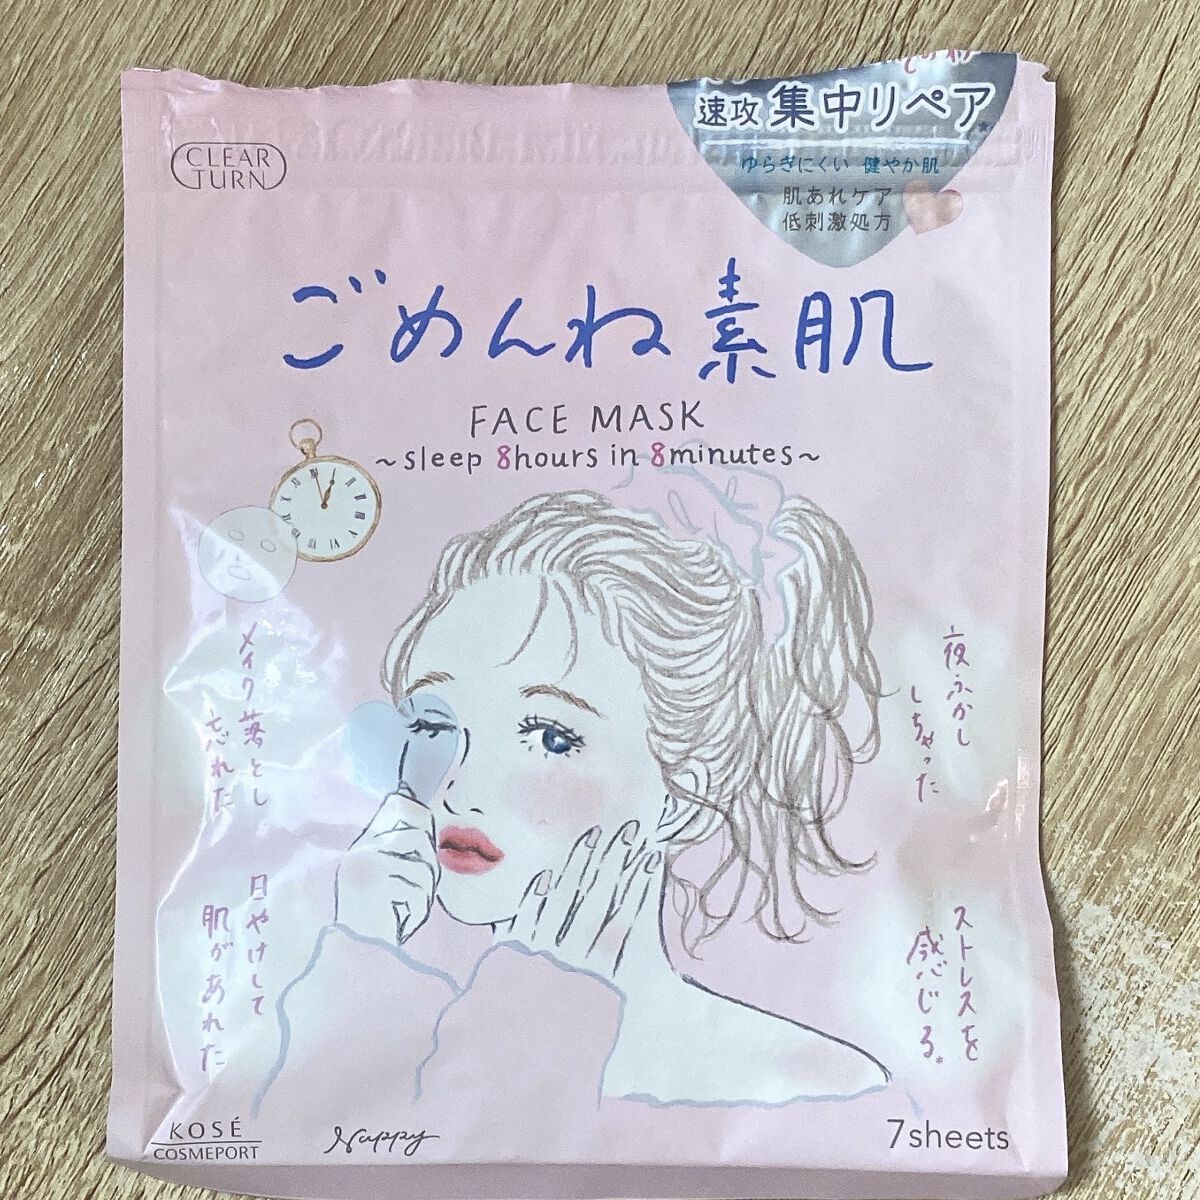 CLEAR
TURN
速攻 集中リペア*
ゆらぎにくい 健やか肌
肌あれケア
低刺激処方
ごめんね素肌
FACE MASK
~sleep 8hours in 8minutes~
メイク落とし
忘れた
夜ふかし
しちゃった
日やけして
肌があれた
ストレスを
感じる*
KOSÉ
COSMEPORT
Nappy
7sheets